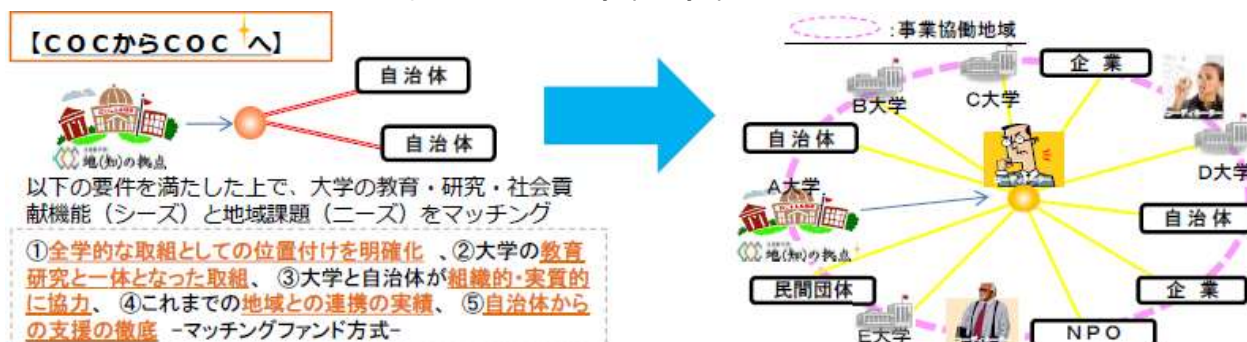 【COCからCOC+へ】
自治体
自治体
地(知)の拠点
以下の要件を満たした上で、大学の教育・研究・社会貢
献機能（シーズ）と地域課題（ニーズ）をマッチング
①全学的な取組としての位置付けを明確化 、②大学の教育
研究と一体となった取組、 ③大学と自治体が組織的・実質的
に協力、 ④これまでの地域との連携の実績、 ⑤自治体から
の支援の徹底 −マッチングファンド方式−
:事業協働地域
企 業
C大学
B大学
自治体
D大学
A大学
自治体
地(知)の拠点
民間団体
企 業
E大学
NPO